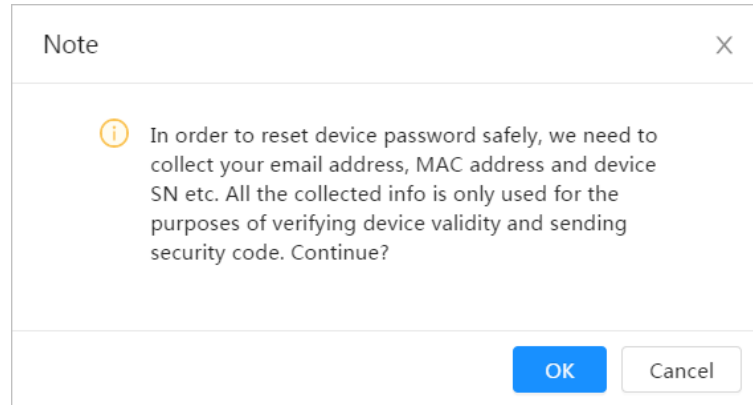 Note
In order to reset device password safely, we need to
collect your email address, MAC address and device
SN etc. All the collected info is only used for the
purposes of verifying device validity and sending
security code. Continue?
OK
Cancel